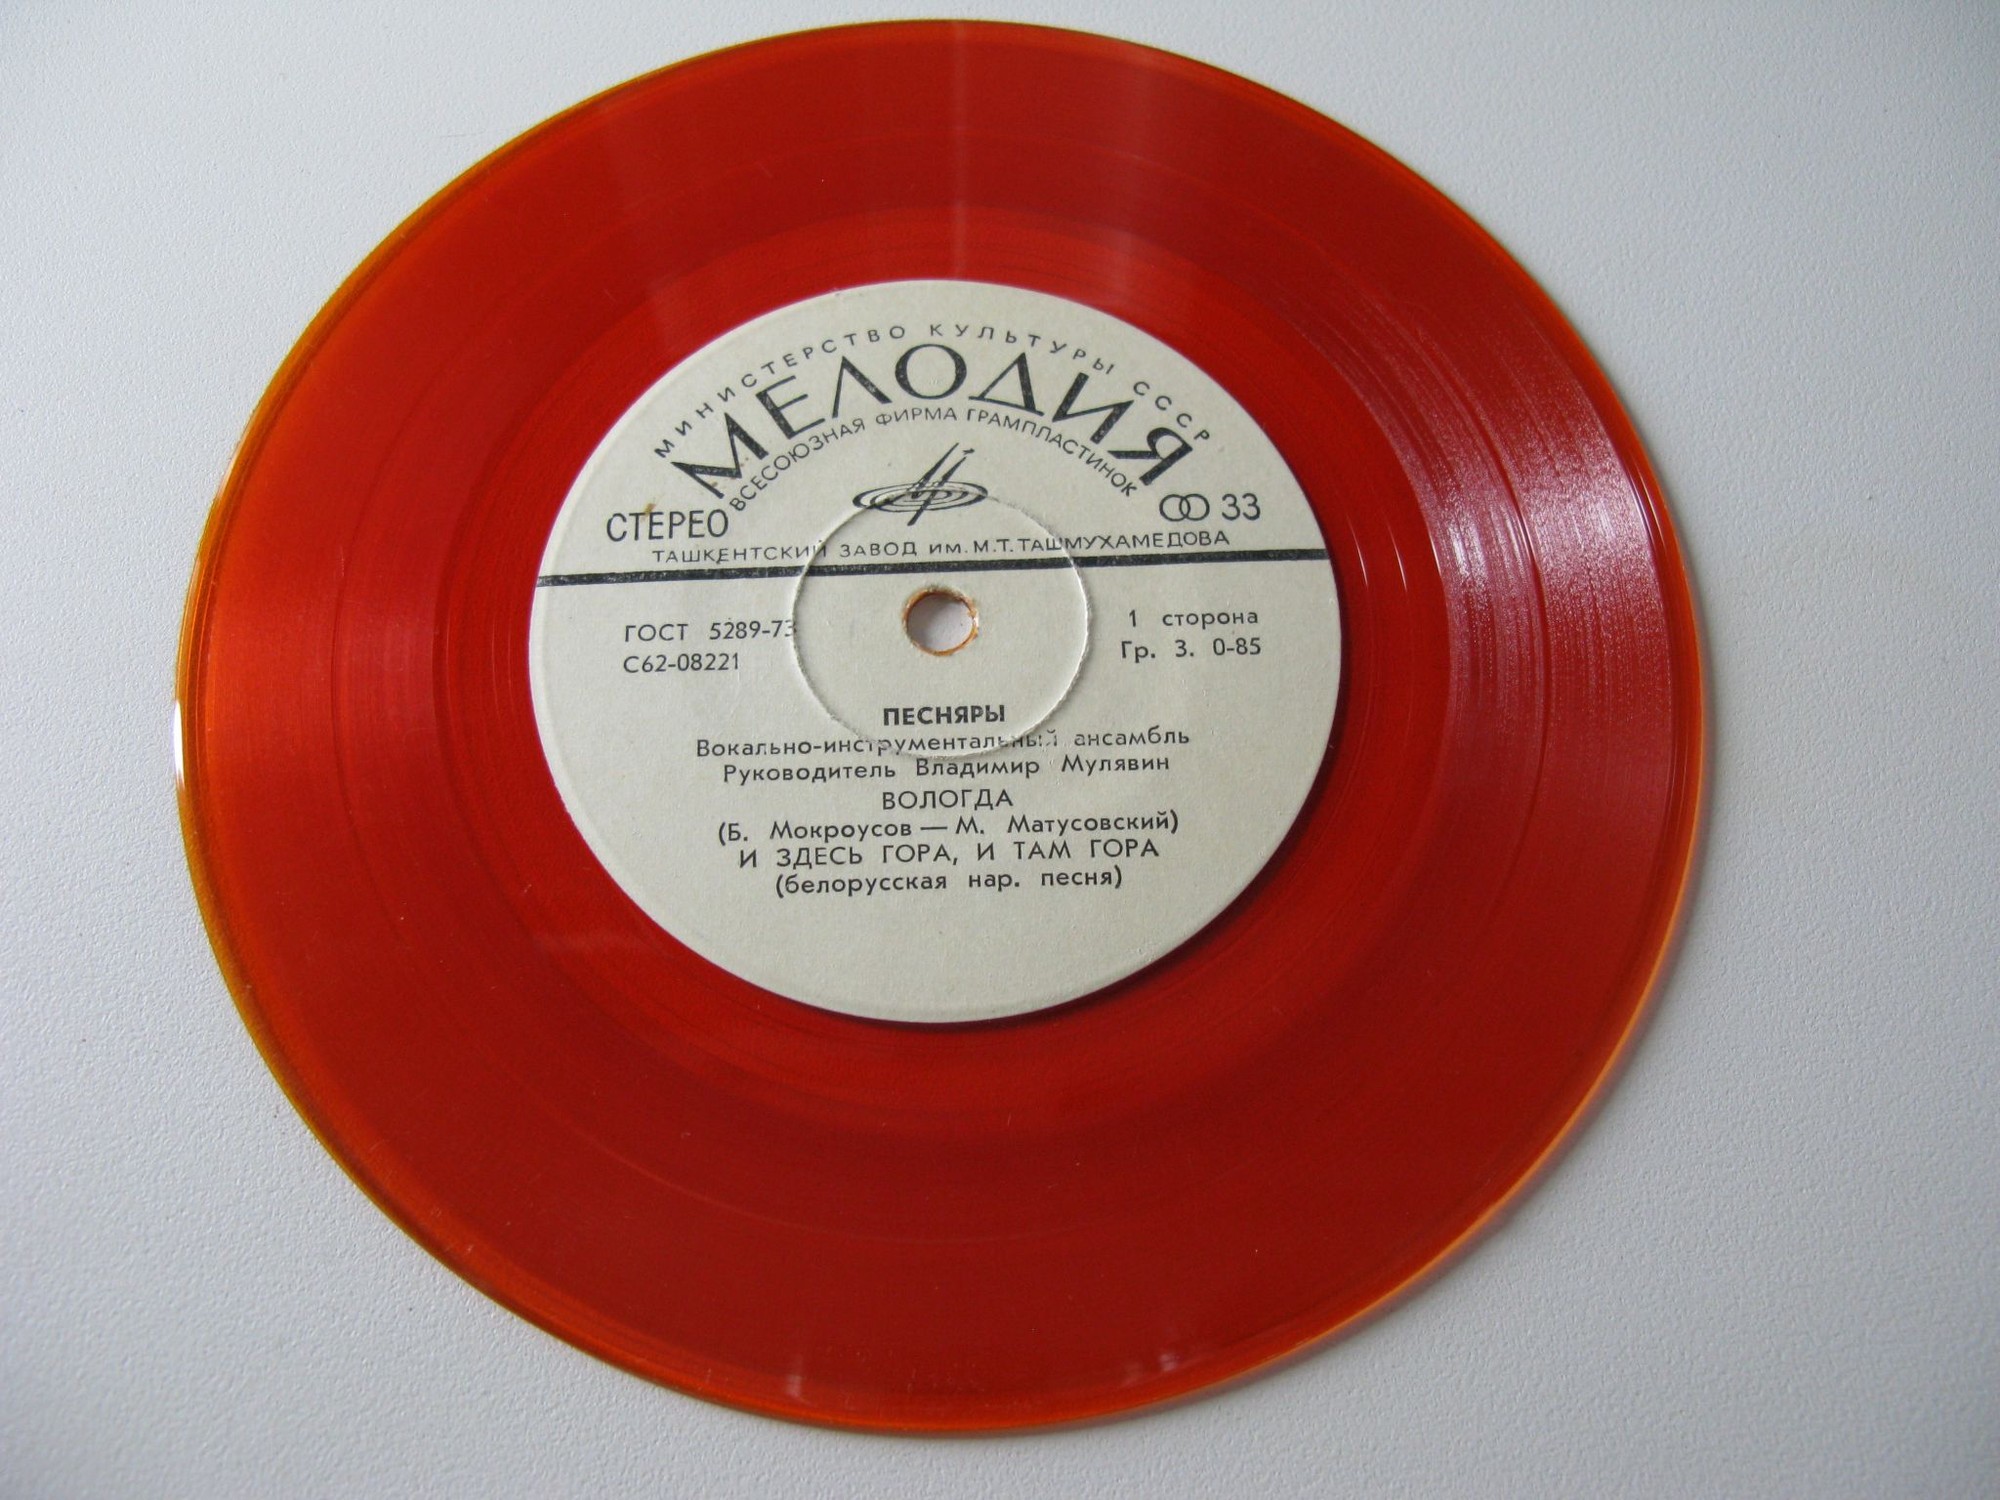 МИНИСТЕРСТВО КУЛЬТУРЫ СССР
МЕЛОДИЯ
ВСЕСОЮЗНАЯ ФИРМА ГРАМПЛАСТИНОК
СТЕРЕО
33
ТАШКЕНТСКИЙ ЗАВОД ИМ. М.Т. ТАШМУХАМЕДОВА
ГОСТ 5289-73
С62-08221
1 сторона
Гр. 3. 0-85
ПЕСНЯРЫ
Вокально-инструментальный ансамбль
Руководитель Владимир Мулявин
ВОЛОГДА
(Б. Мокроусов — М. Матусовский)
И ЗДЕСЬ ГОРА, И ТАМ ГОРА
(белорусская нар. песня)